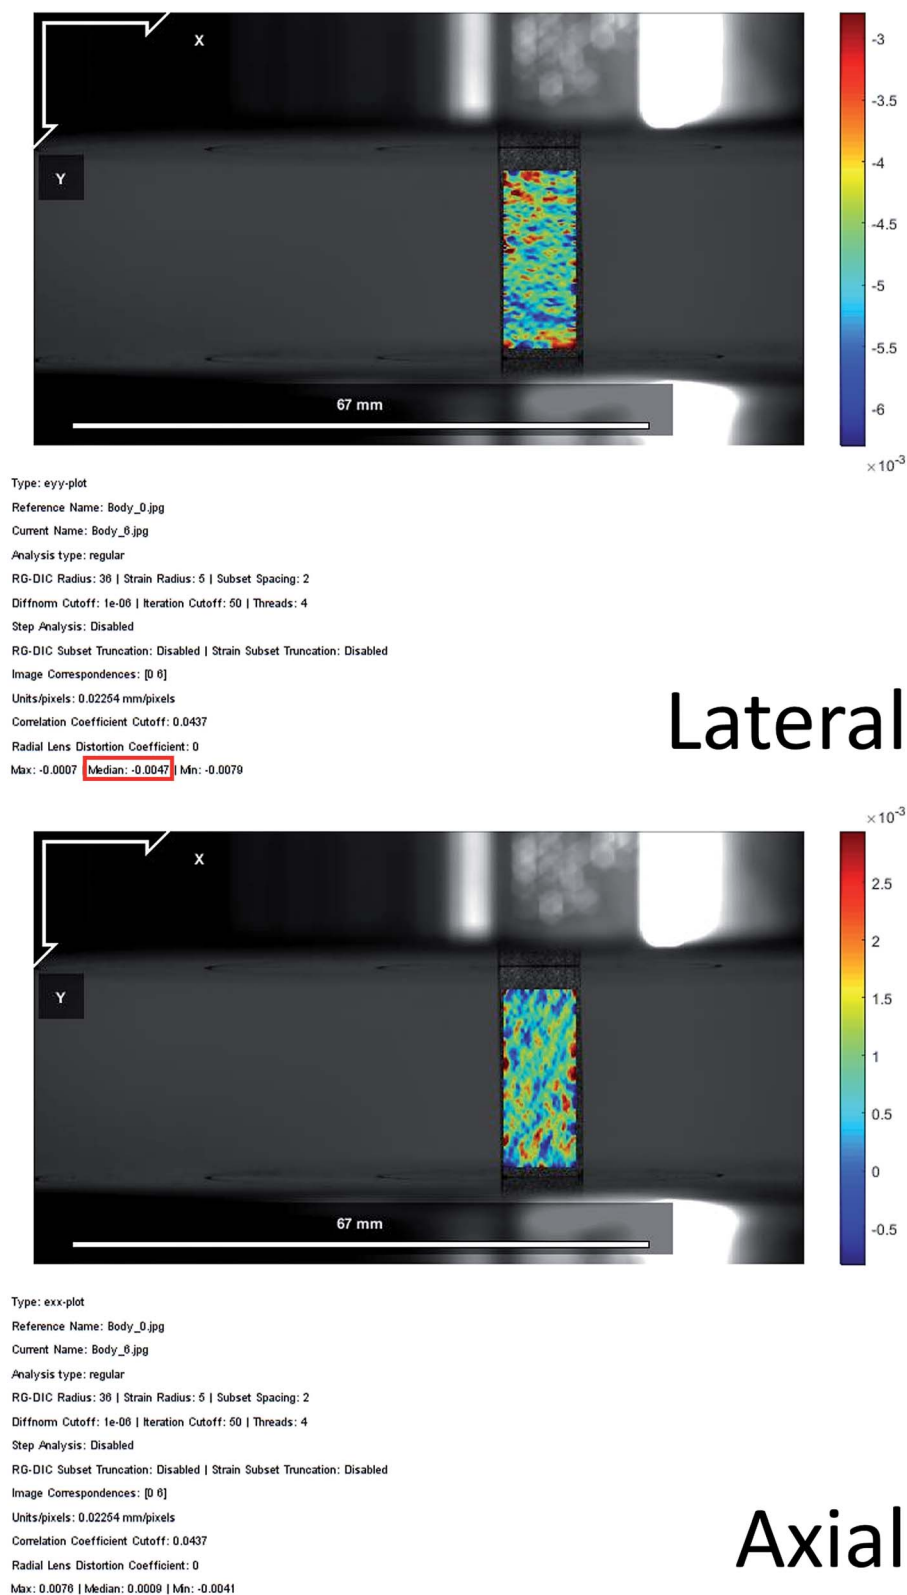 X
Y
67 mm
-3
-3.5
-4
-4.5
-5
-5.5
-6
×10-3
Type: eyy-plot
Reference Name: Body_0.jpg
Current Name: Body_6.jpg
Analysis type: regular
RG-DIC Radius: 36 | Strain Radius: 5 | Subset Spacing: 2
Diffnorm Cutoff: 1e-06 | Iteration Cutoff: 50 | Threads: 4
Step Analysis: Disabled
RG-DIC Subset Truncation: Disabled | Strain Subset Truncation: Disabled
Image Correspondences: [0 6]
Units/pixels: 0.02254 mm/pixels
Correlation Coefficient Cutoff: 0.0437
Radial Lens Distortion Coefficient: 0
Max: -0.0007 | Median: -0.0047 | Min: -0.0079
Lateral
×10-3
X
Y
67 mm
2.5
2
1.5
1
0.5
0
-0.5
Type: exx-plot
Reference Name: Body_0.jpg
Current Name: Body_6.jpg
Analysis type: regular
RG-DIC Radius: 36 | Strain Radius: 5 | Subset Spacing: 2
Diffnorm Cutoff: 1e-06 | Iteration Cutoff: 50 | Threads: 4
Step Analysis: Disabled
RG-DIC Subset Truncation: Disabled | Strain Subset Truncation: Disabled
Image Correspondences: [0 6]
Units/pixels: 0.02254 mm/pixels
Correlation Coefficient Cutoff: 0.0437
Radial Lens Distortion Coefficient: 0
Max: 0.0076 | Median: 0.0009 | Min: -0.0041
Axial